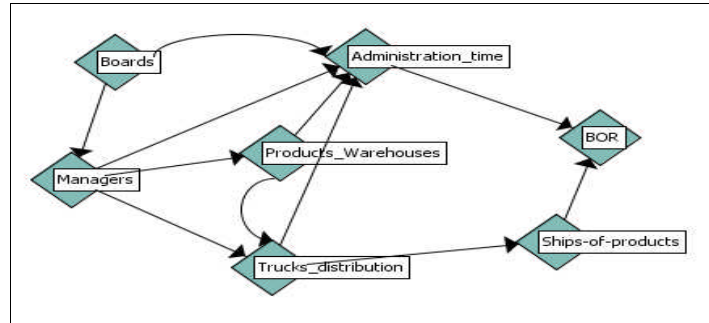 Administration_time
Boards
BOR
Products_Warehouses
Managers
Ships-of-products
Trucks_distribution